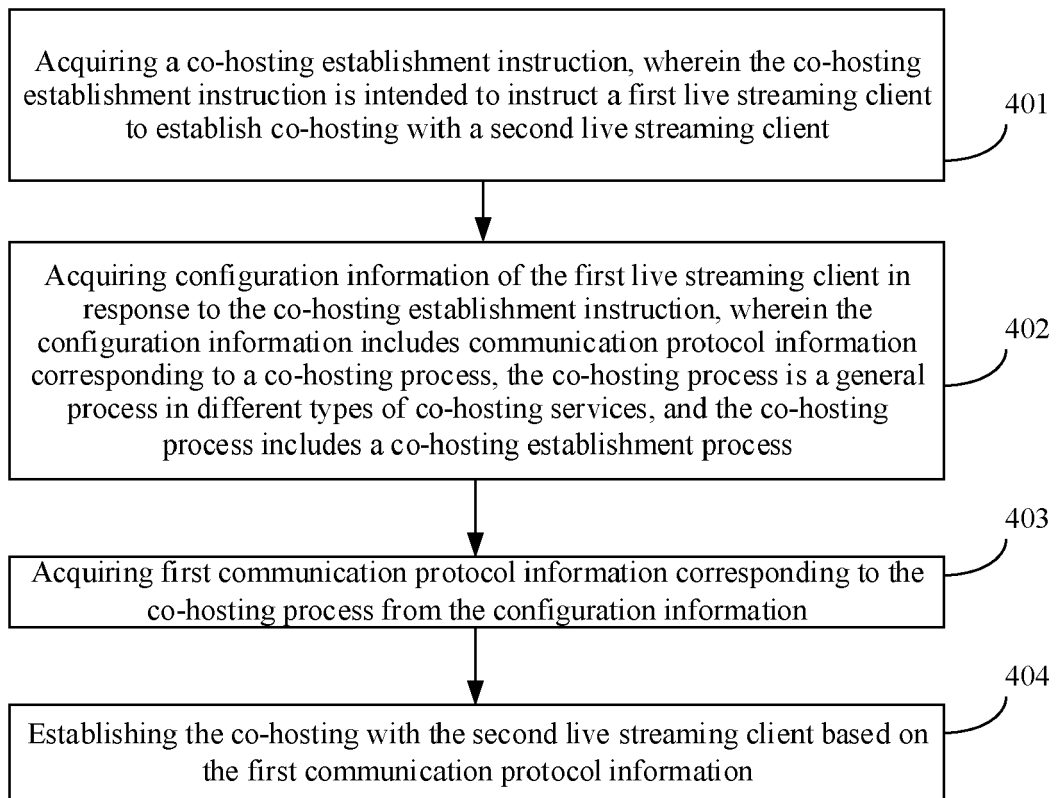 Acquiring a co-hosting establishment instruction, wherein the co-hosting
establishment instruction is intended to instruct a first live streaming client
to establish co-hosting with a second live streaming client
401
Acquiring configuration information of the first live streaming client in
response to the co-hosting establishment instruction, wherein the
configuration information includes communication protocol information
corresponding to a co-hosting process, the co-hosting process is a general
process in different types of co-hosting services, and the co-hosting
process includes a co-hosting establishment process
402
Acquiring first communication protocol information corresponding to the
co-hosting process from the configuration information
403
Establishing the co-hosting with the second live streaming client based on
the first communication protocol information
404